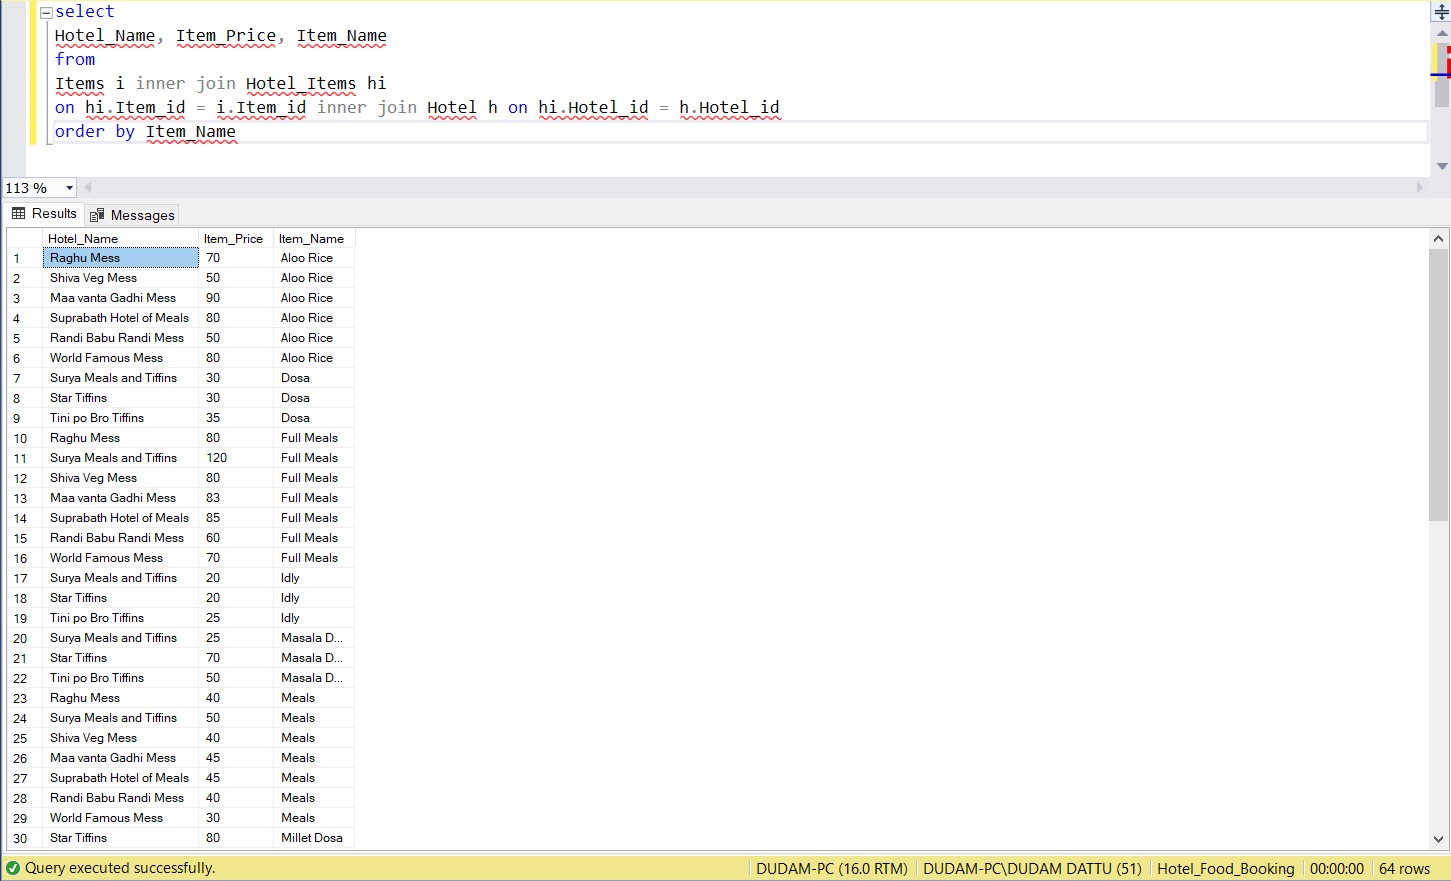 select
Hotel_Name, Item_Price, Item_Name
from
Items i inner join Hotel_Items hi
on hi.Item_id = i.Item_id inner join Hotel h on hi.Hotel_id = h.Hotel_id
order by Item_Name
113 %
Results Messages
Hotel_Name Item_Price Item_Name
1 Raghu Mess 70 Aloo Rice
2 Shiva Veg Mess 50 Aloo Rice
3 Maa vanta Gadhi Mess 90 Aloo Rice
4 Suprabath Hotel of Meals 80 Aloo Rice
5 Randi Babu Randi Mess 50 Aloo Rice
6 World Famous Mess 80 Aloo Rice
7 Surya Meals and Tiffins 30 Dosa
8 Star Tiffins 30 Dosa
9 Tini po Bro Tiffins 35 Dosa
10 Raghu Mess 80 Full Meals
11 Surya Meals and Tiffins 120 Full Meals
12 Shiva Veg Mess 80 Full Meals
13 Maa vanta Gadhi Mess 83 Full Meals
14 Suprabath Hotel of Meals 85 Full Meals
15 Randi Babu Randi Mess 60 Full Meals
16 World Famous Mess 70 Full Meals
17 Surya Meals and Tiffins 20 Idly
18 Star Tiffins 20 Idly
19 Tini po Bro Tiffins 25 Idly
20 Surya Meals and Tiffins 25 Masala D...
21 Star Tiffins 70 Masala D...
22 Tini po Bro Tiffins 50 Masala D...
23 Raghu Mess 40 Meals
24 Surya Meals and Tiffins 50 Meals
25 Shiva Veg Mess 40 Meals
26 Maa vanta Gadhi Mess 45 Meals
27 Suprabath Hotel of Meals 45 Meals
28 Randi Babu Randi Mess 40 Meals
29 World Famous Mess 30 Meals
30 Star Tiffins 80 Millet Dosa
Query executed successfully. DUDAM-PC (16.0 RTM) DUDAM-PC\DUDAM DATTU (51) Hotel_Food_Booking 00:00:00 64 rows